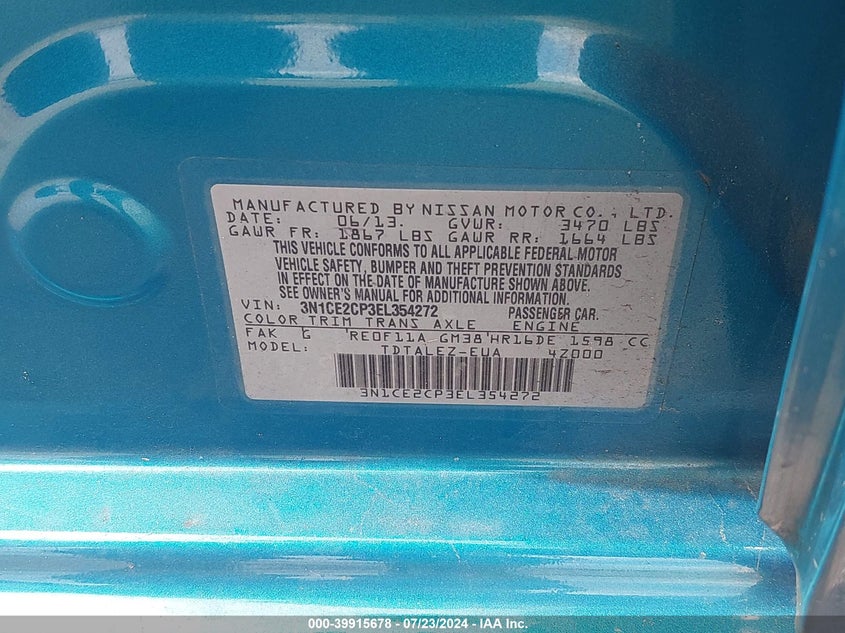 MANUFACTURED BY NISSAN MOTOR CO., LTD.
DATE: 06/13. GVWR: 3470 LBS
GAWR FR: 1867 LBS GAWR RR: 1664 LBS
THIS VEHICLE CONFORMS TO ALL APPLICABLE FEDERAL MOTOR
VEHICLE SAFETY, BUMPER AND THEFT PREVENTION STANDARDS
IN EFFECT ON THE DATE OF MANUFACTURE SHOWN ABOVE.
SEE OWNER'S MANUAL FOR ADDITIONAL INFORMATION.
VIN: 3N1CE2CP3EL354272 PASSENGER CAR.
COLOR TRIM TRANS AXLE ENGINE
FAK G 'RE0F11A GM38'HR16DE 1598 CC
MODEL: TDTALEZ-EUA 4Z000
3N1CE2CP3EL354272
000-39915678 - 07/23/2024 - IAA Inc.